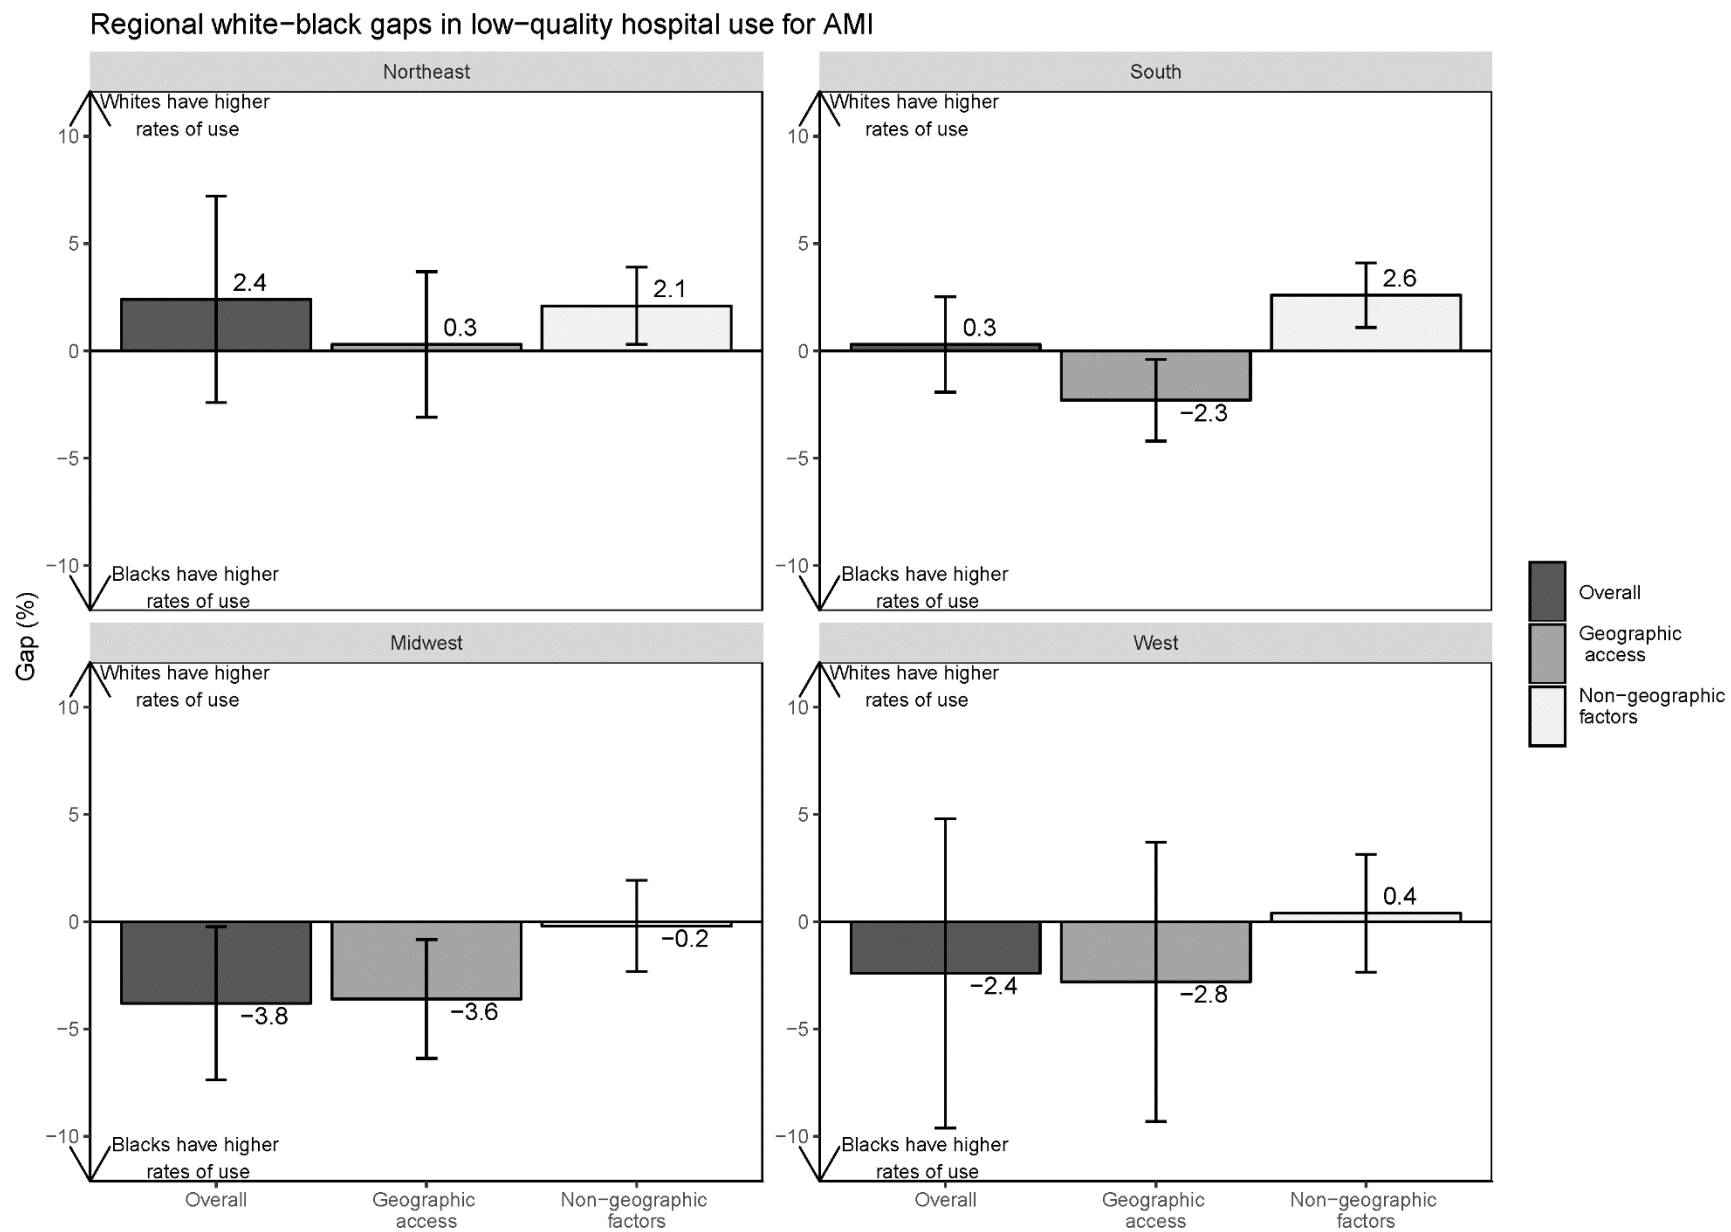 Regional white−black gaps in low−quality hospital use for AMI
Northeast
Whites have higher
rates of use
10
5
0
−5
−10
2.4
0.3
2.1
Blacks have higher
rates of use
South
Whites have higher
rates of use
10
5
0
−5
−10
0.3
−2.3
2.6
Blacks have higher
rates of use
Gap (%)
Midwest
Whites have higher
rates of use
10
5
0
−5
−10
−3.8
−3.6
−0.2
Blacks have higher
rates of use
Overall
Geographic
access
Non−geographic
factors
West
Whites have higher
rates of use
10
5
0
−5
−10
−2.4
−2.8
0.4
Blacks have higher
rates of use
Overall
Geographic
access
Non−geographic
factors
Overall
Geographic
access
Non−geographic
factors